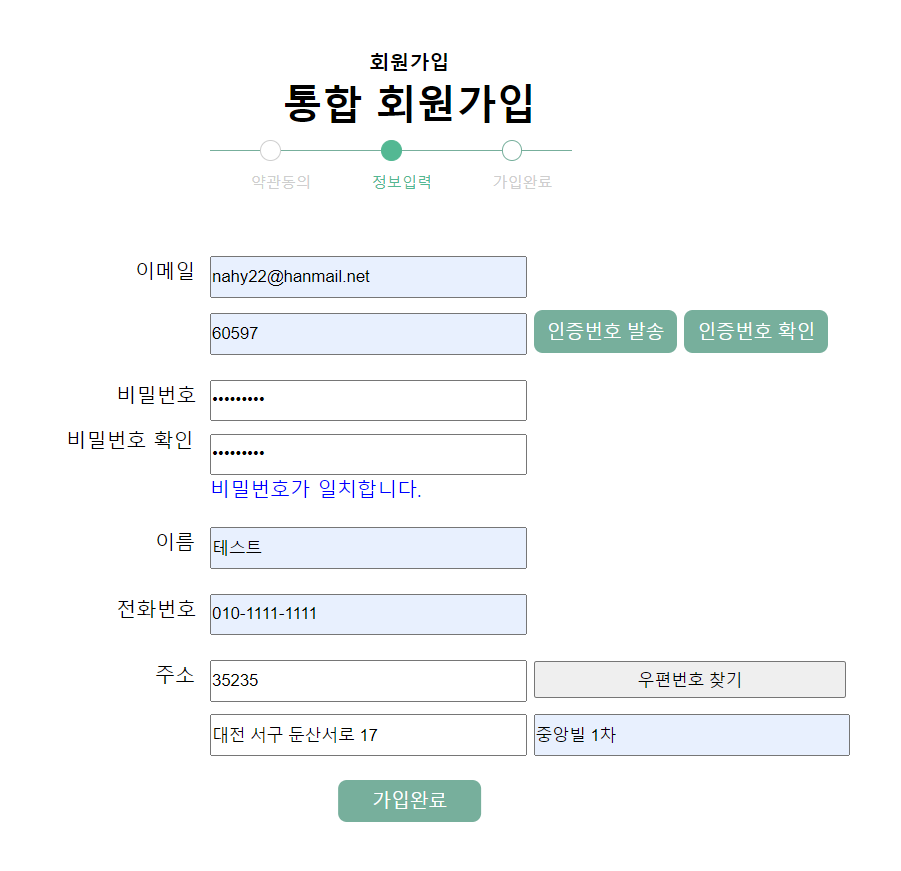 회원가입
통합 회원가입
약관동의 정보입력 가입완료
이메일 nahy22@hanmail.net
60597 인증번호 발송 인증번호 확인
비밀번호 •••••••••
비밀번호 확인 •••••••••
비밀번호가 일치합니다.
이름 테스트
전화번호 010-1111-1111
주소 35235 우편번호 찾기
대전 서구 둔산서로 17 중앙빌 1차
가입완료